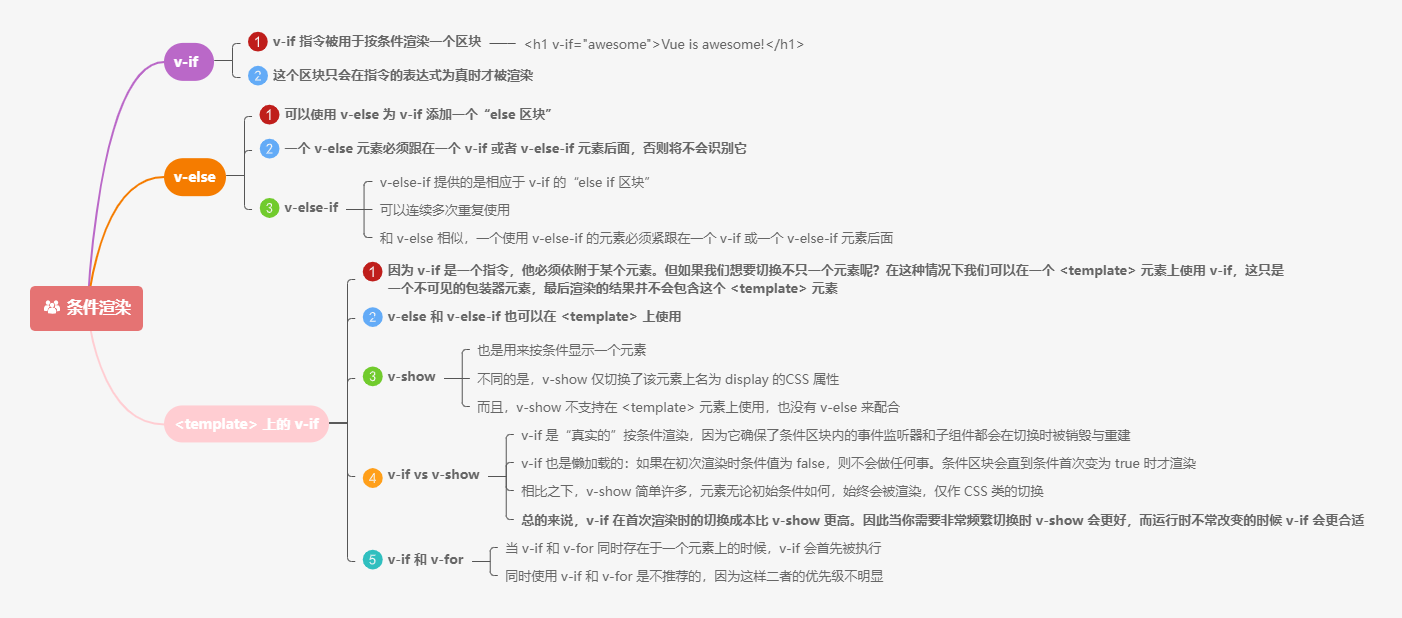 条件渲染
v-if
1 v-if 指令被用于按条件渲染一个区块
<h1 v-if="awesome">Vue is awesome!</h1>
2 这个区块只会在指令的表达式为真时才被渲染
v-else
1 可以使用 v-else 为 v-if 添加一个“else 区块”
2 一个 v-else 元素必须跟在一个 v-if 或者 v-else-if 元素后面，否则将不会识别它
3 v-else-if
v-else-if 提供的是相应于 v-if 的“else if 区块”
可以连续多次重复使用
和 v-else 相似，一个使用 v-else-if 的元素必须紧跟在一个 v-if 或一个 v-else-if 元素后面
<template> 上的 v-if
1 因为 v-if 是一个指令，他必须依附于某个元素。但如果我们想要切换不只一个元素呢？在这种情况下我们可以在一个 <template> 元素上使用 v-if，这只是
一个不可见的包装器元素，最后渲染的结果并不会包含这个 <template> 元素
2 v-else 和 v-else-if 也可以在 <template> 上使用
3 v-show
也是用来按条件显示一个元素
不同的是，v-show 仅切换了该元素上名为 display 的CSS 属性
而且，v-show 不支持在 <template> 元素上使用，也没有 v-else 来配合
4 v-if vs v-show
v-if 是“真实的”按条件渲染，因为它确保了条件区块内的事件监听器和子组件都会在切换时被销毁与重建
v-if 也是懒加载的：如果在初次渲染时条件值为 false，则不会做任何事。条件区块会直到条件首次变为 true 时才渲染
相比之下，v-show 简单许多，元素无论初始条件如何，始终会被渲染，仅作 CSS 类的切换
总的来说，v-if 在首次渲染时的切换成本比 v-show 更高。因此当你需要非常频繁切换时 v-show 会更好，而运行时不常改变的时候 v-if 会更合适
5 v-if 和 v-for
当 v-if 和 v-for 同时存在于一个元素上的时候，v-if 会首先被执行
同时使用 v-if 和 v-for 是不推荐的，因为这样二者的优先级不明显